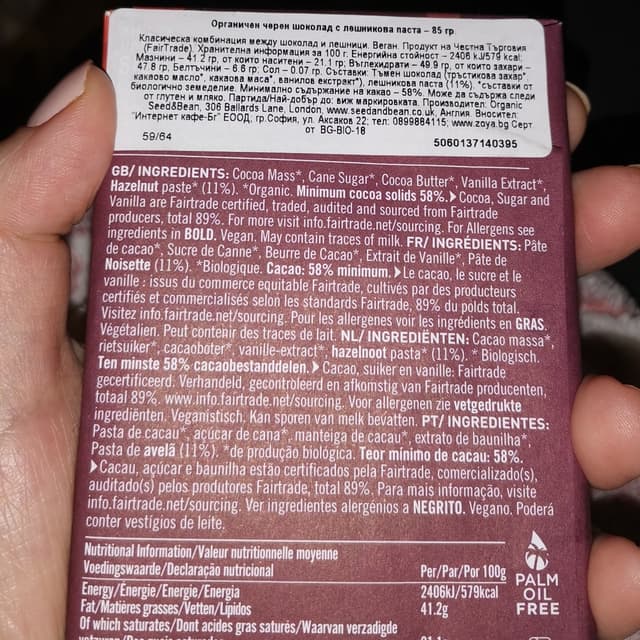 Органичен черен шоколад с лешникова паста – 85 гр
Класическа комбинация между шоколад и лешници. Веган. Продукт на Честна Търговия
(FairTrade). Хранителна информация за 100 г. Енергийна стойност - 2406 kJ/579 kcal;
Мазнини – 41.2 гр, от които наситени – 21.1 гр; Въглехидрати – 49.9 гр, от които захари –
47.8 гр, Белтъчини – 6.6 гр; Сол – 0.07 гр. Съставки: Тъмен шоколад (тръстикова захар*,
какаово масло*, какаова маса*, ванилов екстракт*), лешникова паста (11%). *съставки от
биологично земеделие. Минимално съдържание на какао – 58%. Може да съдържа следи
от глутен и мляко. Партида/Най-добър до: виж маркировката. Производител: Organic
Seed&Bean, 306 Ballards Lane, London, www.seedandbean.co.uk, Англия. Вносител:
"Интернет кафе-Бг" ЕООД, гр.София, ул. Аксаков 22; тел: 0899884115; www.zoya.bg Серт
от BG-BIO-18
59/64
5060137140395
GB/ INGREDIENTS: Cocoa Mass*, Cane Sugar*, Cocoa Butter*, Vanilla Extract*,
Hazelnut paste* (11%). *Organic. Minimum cocoa solids 58%.▶Cocoa, Sugar and
Vanilla are Fairtrade certified, traded, audited and sourced from Fairtrade
producers, total 89%. For more visit info.fairtrade.net/sourcing. For Allergens see
ingredients in BOLD. Vegan. May contain traces of milk. FR/ INGRÉDIENTS: Pâte
de cacao*, Sucre de Canne*, Beurre de Cacao*, Extrait de Vanille*, Pâte de
Noisette (11%). *Biologique. Cacao: 58% minimum. ▶Le cacao, le sucre et le
vanille : issus du commerce equitable Fairtrade, cultivés par des producteurs
certifiés et commercialisés selon les standards Fairtrade, 89% du polds total.
Visitez info.fairtrade.net/sourcing. Pour les allergenes voir les ingrédients en GRAS.
Végétalien. Peut contenir des traces de lait. NL/ INGREDIËNTEN: Cacao massa*,
rietsuiker*, cacaoboter*, vanille-extract*, hazelnoot pasta* (11%). * Biologisch.
Ten minste 58% cacaobestanddelen.▶ Cacao, suiker en vanille: Fairtrade
gecertificeerd. Verhandeld, gecontroleerd en afkomstig van Fairtrade producenten,
totaal 89%. www.info.fairtrade.net/sourcing. Voor allergenen zie vetgedrukte
ingrediënten. Veganistisch. Kan sporen van melk bevatten. PT/ INGREDIENTES:
Pasta de cacau*, açúcar de cana*, manteiga de cacau*, extrato de baunilha*,
Pasta de avelã (11%). *de produção biológica. Teor mínimo de cacau: 58%.
▶Cacau, açúcar e baunilha estão certificados pela Fairtrade, comercializado(s),
auditado(s) pelos produtores Fairtrade, total 89%. Para mais informação, visite
info.fairtrade.net/sourcing. Ver ingredientes alergénios a NEGRITO. Vegano. Poderá
conter vestígios de leite.
Nutritional Information/Valeur nutritionnelle moyenne
Voedingswaarde/Declaração nutricional Per/Par/Por 100g
Energy/Énergie/Energie/Energia 2406kJ/579kcal
Fat/Matières grasses/Vetten/Lípidos 41.2g
Of which saturates/Dont acides gras saturés/Waarvan verzadigde
PALM
OIL
FREE